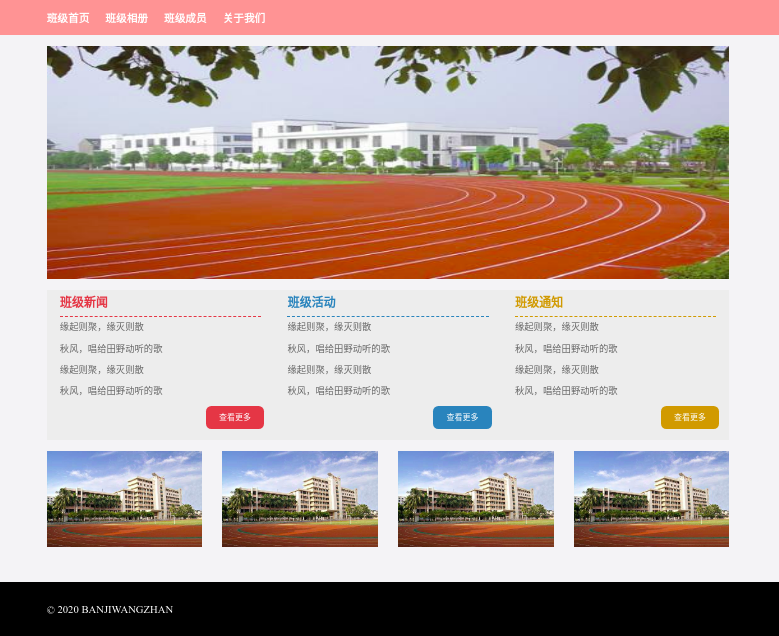 班级首页 班级相册 班级成员 关于我们
班级新闻
缘起则聚，缘灭则散
秋风，唱给田野动听的歌
缘起则聚，缘灭则散
秋风，唱给田野动听的歌
查看更多
班级活动
缘起则聚，缘灭则散
秋风，唱给田野动听的歌
缘起则聚，缘灭则散
秋风，唱给田野动听的歌
查看更多
班级通知
缘起则聚，缘灭则散
秋风，唱给田野动听的歌
缘起则聚，缘灭则散
秋风，唱给田野动听的歌
查看更多
© 2020 BANJIWANGZHAN